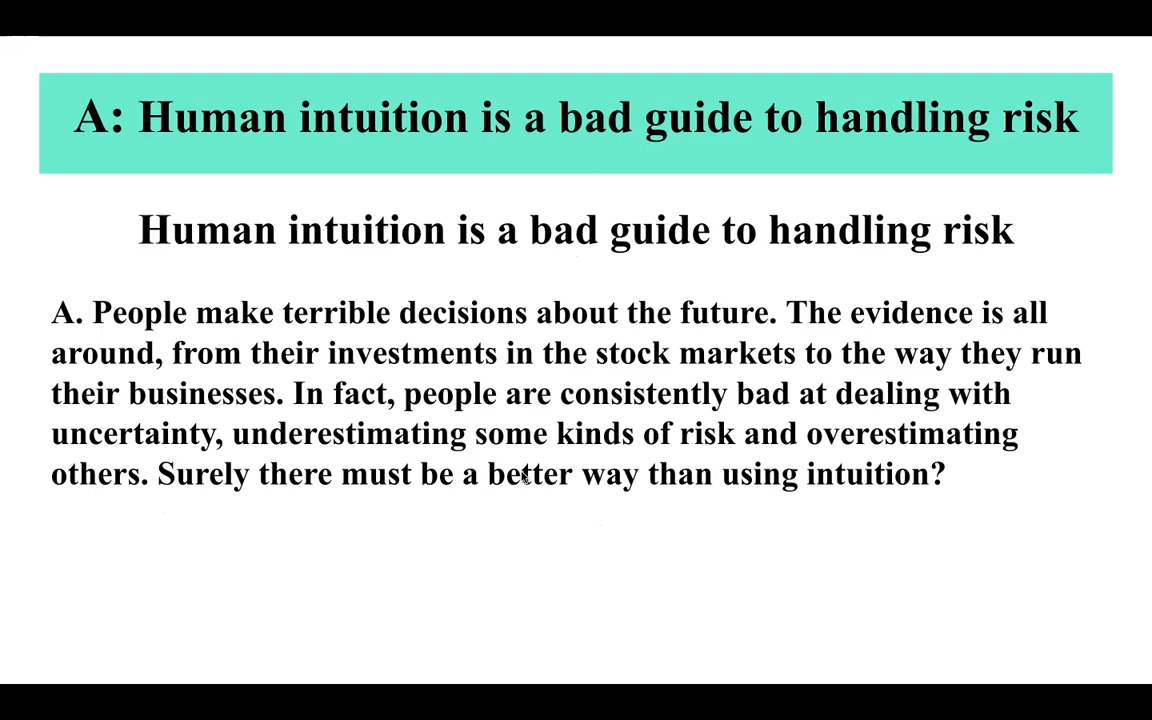 A: Human intuition is a bad guide to handling risk
Human intuition is a bad guide to handling risk
A. People make terrible decisions about the future. The evidence is all
around, from their investments in the stock markets to the way they run
their businesses. In fact, people are consistently bad at dealing with
uncertainty, underestimating some kinds of risk and overestimating
others. Surely there must be a better way than using intuition?